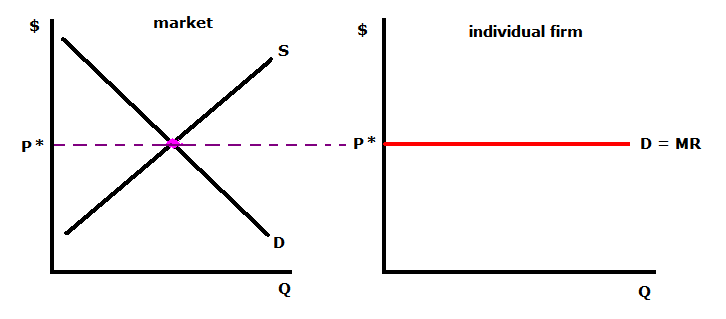 market
$
S
P*
D
Q
individual firm
$
P*
D = MR
Q